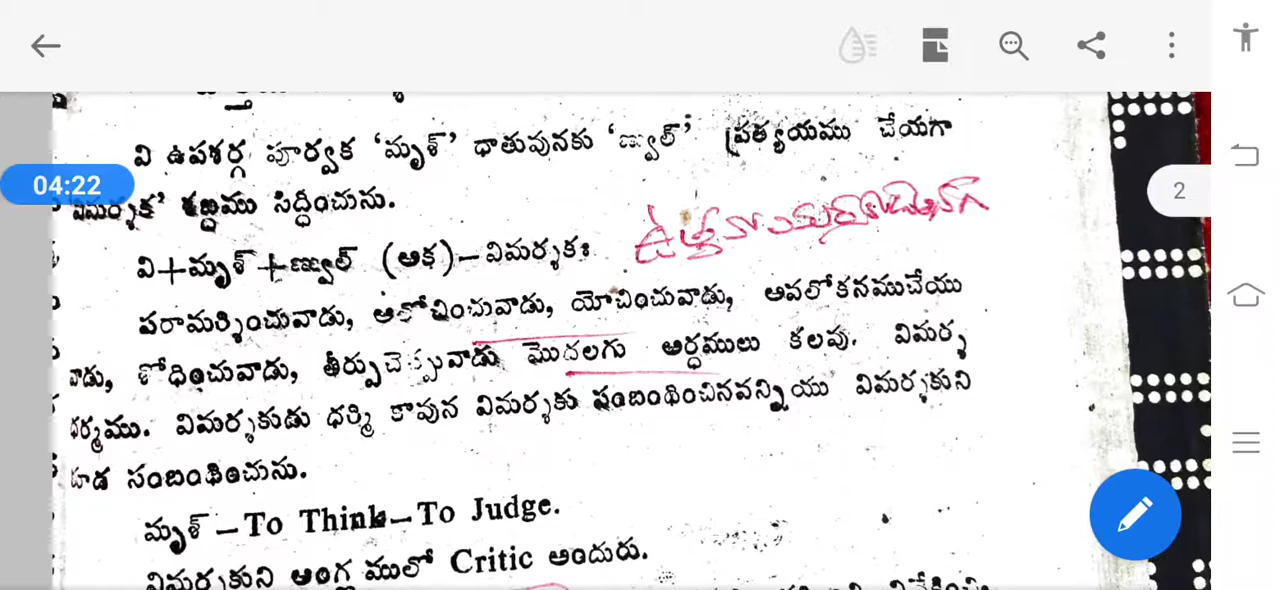 వి ఉపశర్గ పూర్వక 'మృశ్' ధాతువునకు 'ణ్వుల్' ప్రత్యయము చేయగా
04:22
2
'విమర్శక' శబ్దము సిద్ధించును.
వి+మృశ్+ణ్వుల్ (అక)–విమర్శకః
పరామర్శించువాడు, ఆలోచించువాడు, యోచించువాడు, అవలోకనముచేయు
వాడు, శోధించువాడు, తీర్పుచెప్పువాడు మొదలగు అర్ధములు కలవు. విమర్శ
ధర్మము. విమర్శకుడు ధర్మి కావున విమర్శకు సంబంధించినవన్నియు విమర్శకుని
కూడ సంబంధించును.
మృశ్–To Think–To Judge.
విమర్శకుని ఆంగ్లములో Critic అందురు.